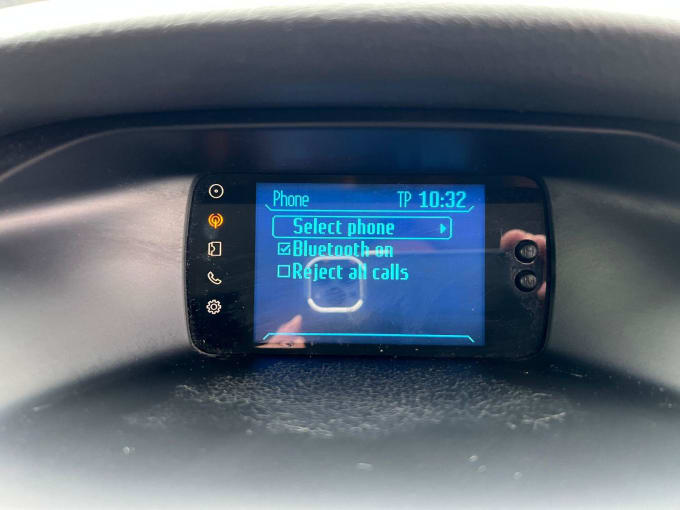 Phone TP 10:32
Select phone
Bluetooth on
Reject all calls